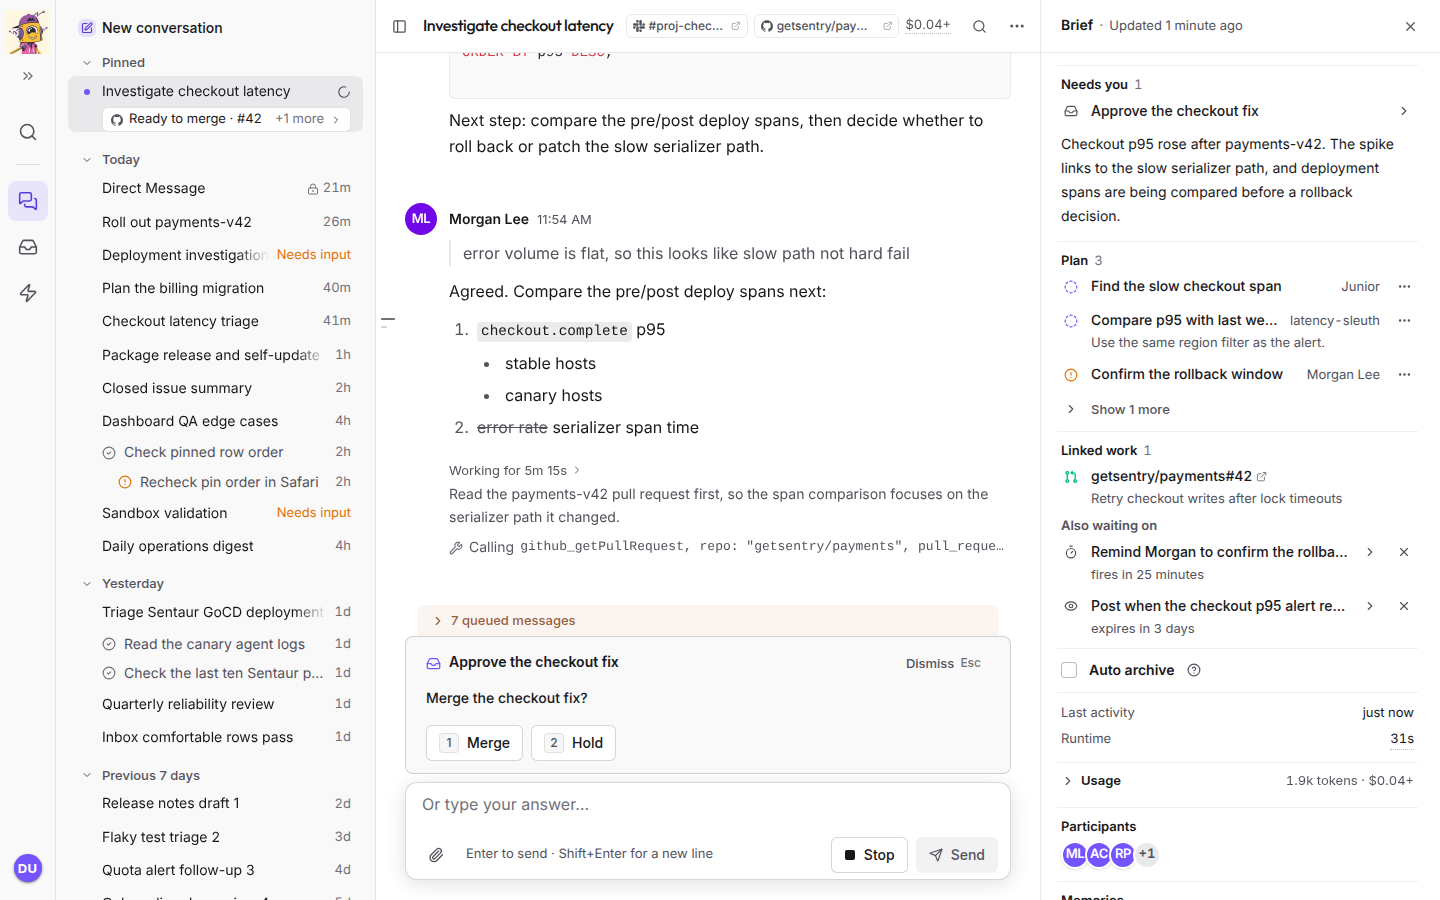 New conversation
Pinned
Investigate checkout latency
Ready to merge · #42 +1 more
Today
Direct Message 21m
Roll out payments-v42 26m
Deployment investigation Needs input
Plan the billing migration 40m
Checkout latency triage 41m
Package release and self-update 1h
Closed issue summary 2h
Dashboard QA edge cases 4h
Check pinned row order 2h
Recheck pin order in Safari 2h
Sandbox validation Needs input
Daily operations digest 4h
Yesterday
Triage Sentaur GoCD deployment 1d
Read the canary agent logs 1d
Check the last ten Sentaur p... 1d
Quarterly reliability review 1d
Inbox comfortable rows pass 1d
Previous 7 days
Release notes draft 1 2d
Flaky test triage 2 3d
Quota alert follow-up 3 4d
DU
Investigate checkout latency #proj-chec... getsentry/pay... $0.04+
ORDER BY p95 DESC;
Next step: compare the pre/post deploy spans, then decide whether to
roll back or patch the slow serializer path.
ML Morgan Lee 11:54 AM
error volume is flat, so this looks like slow path not hard fail
Agreed. Compare the pre/post deploy spans next:
1. checkout.complete p95
• stable hosts
• canary hosts
2. error rate serializer span time
Working for 5m 15s
Read the payments-v42 pull request first, so the span comparison focuses on the
serializer path it changed.
Calling github_getPullRequest, repo: "getsentry/payments", pull_reque…
7 queued messages
Approve the checkout fix Dismiss Esc
Merge the checkout fix?
1 Merge 2 Hold
Or type your answer...
Enter to send · Shift+Enter for a new line Stop Send
Brief · Updated 1 minute ago
Needs you 1
Approve the checkout fix
Checkout p95 rose after payments-v42. The spike
links to the slow serializer path, and deployment
spans are being compared before a rollback
decision.
Plan 3
Find the slow checkout span Junior
Compare p95 with last we... latency-sleuth
Use the same region filter as the alert.
Confirm the rollback window Morgan Lee
Show 1 more
Linked work 1
getsentry/payments#42
Retry checkout writes after lock timeouts
Also waiting on
Remind Morgan to confirm the rollba...
fires in 25 minutes
Post when the checkout p95 alert re...
expires in 3 days
Auto archive
Last activity just now
Runtime 31s
Usage 1.9k tokens · $0.04+
Participants
ML AC RP +1
Memories